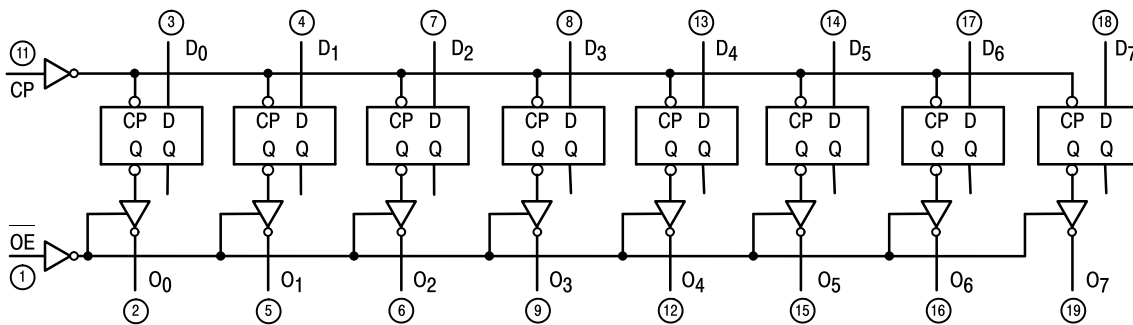 3 4 7 8 13 14 17 18
11 D0 D1 D2 D3 D4 D5 D6 D7
CP
CP D CP D CP D CP D CP D CP D CP D CP D
Q Q Q Q Q Q Q Q Q Q Q Q Q Q Q Q
OE
1 O0 O1 O2 O3 O4 O5 O6 O7
2 5 6 9 12 15 16 19